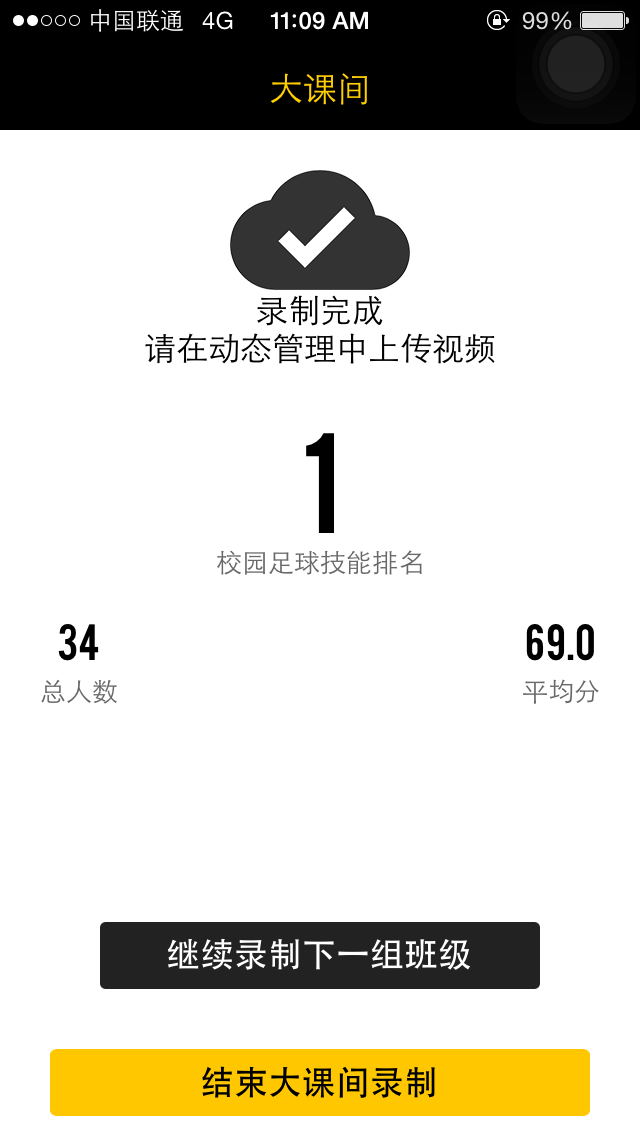 中国联通 4G 11:09 AM 99%
大课间
录制完成
请在动态管理中上传视频
1
校园足球技能排名
34 69.0
总人数 平均分
继续录制下一组班级
结束大课间录制